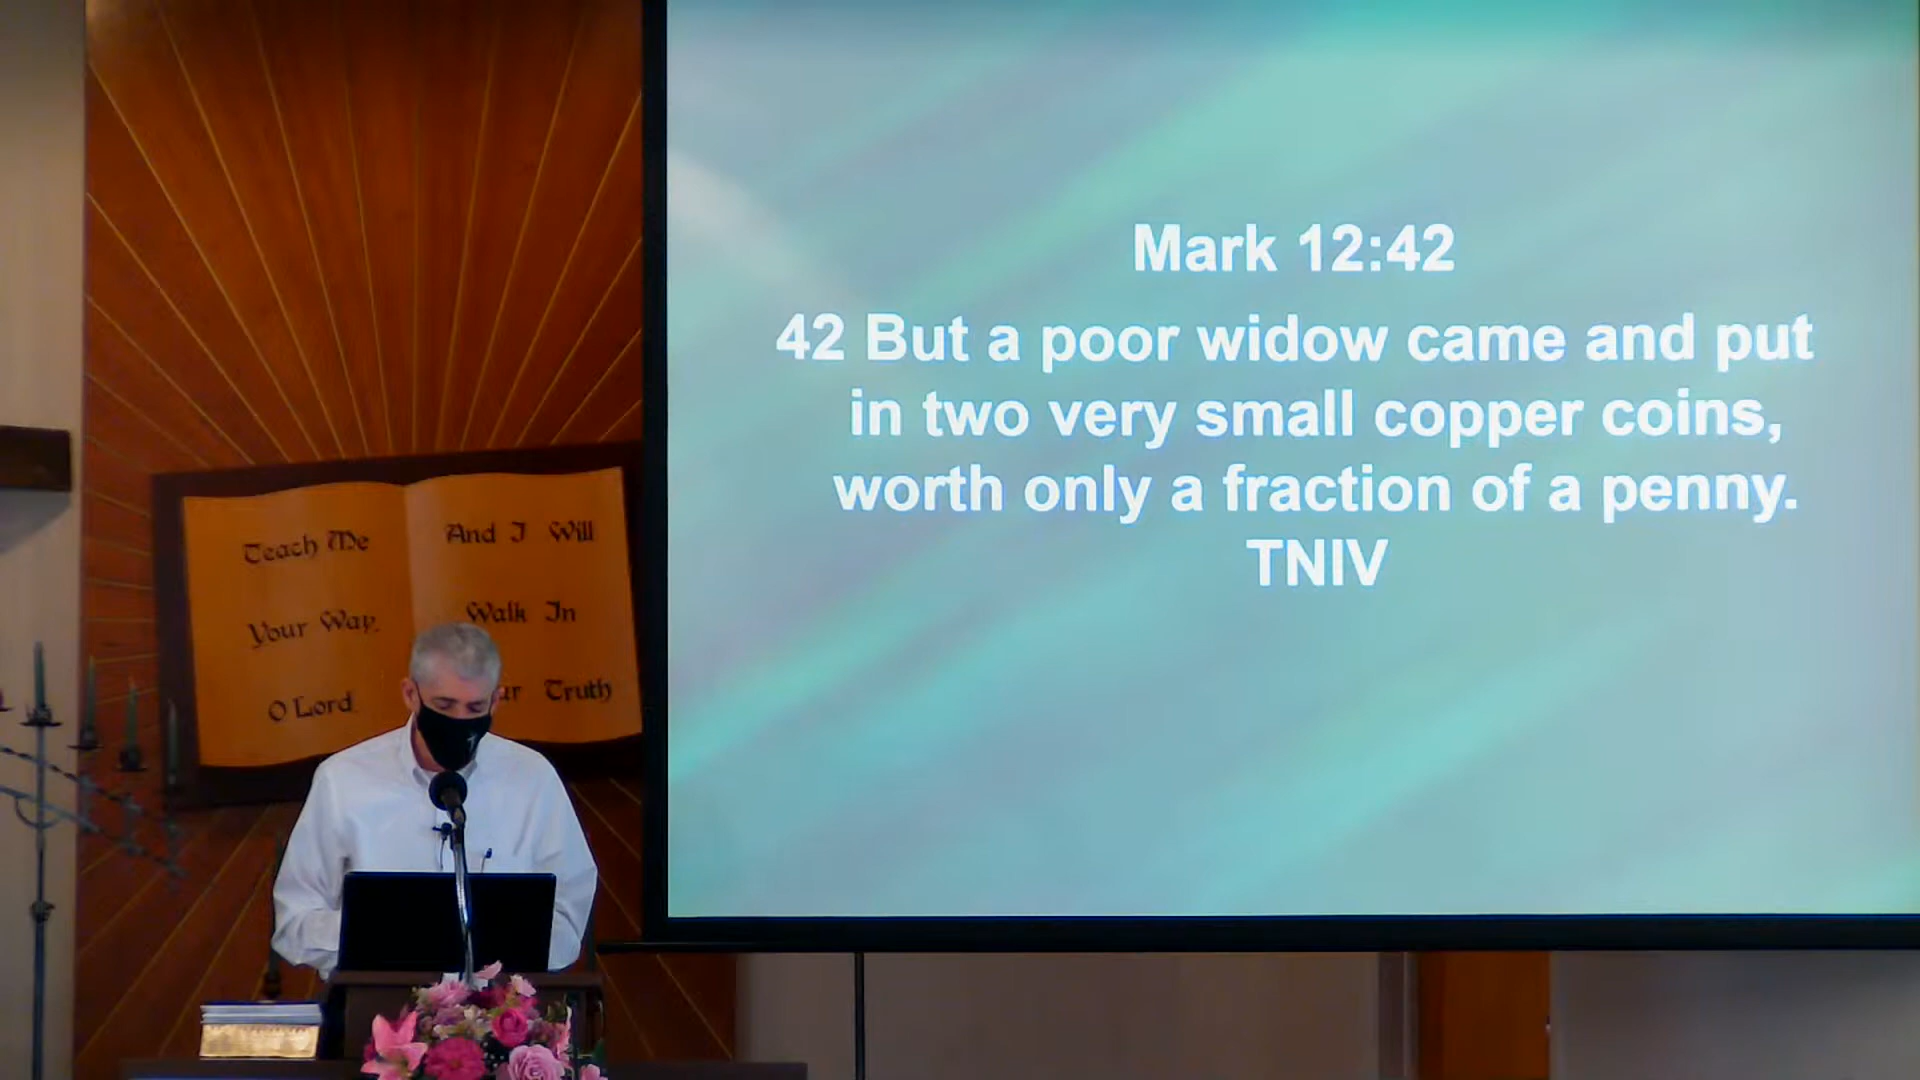 Mark 12:42
42 But a poor widow came and put
in two very small copper coins,
worth only a fraction of a penny.
TNIV
Teach Me
Your Way,
O Lord
And I Will
Walk In
Truth